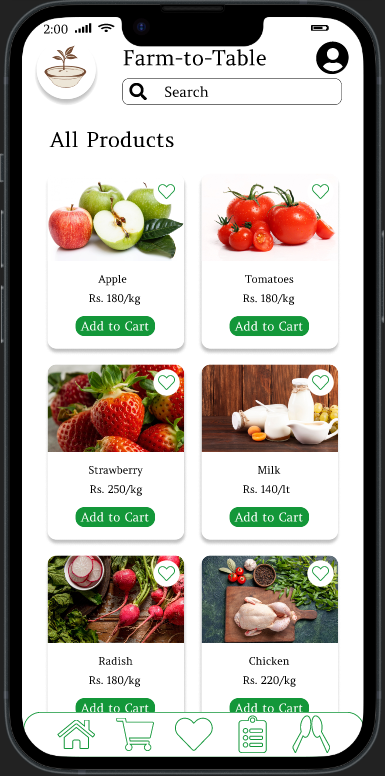 2:00
Farm-to-Table
Search
All Products
Apple
Rs. 180/kg
Add to Cart
Tomatoes
Rs. 180/kg
Add to Cart
Strawberry
Rs. 250/kg
Add to Cart
Milk
Rs. 140/lt
Add to Cart
Radish
Rs. 180/kg
Add to Cart
Chicken
Rs. 220/kg
Add to Cart